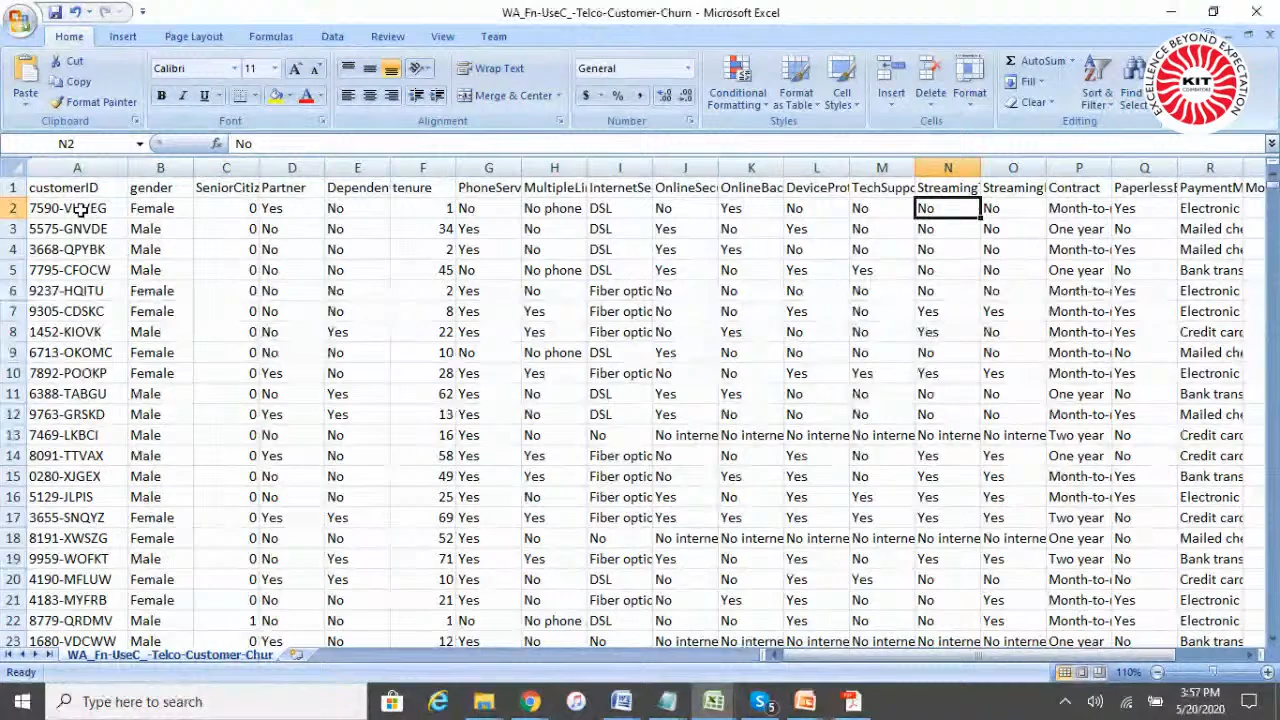 WA_Fn-UseC_-Telco-Customer-Churn - Microsoft Excel
Home Insert Page Layout Formulas Data Review View Team
Paste Cut Copy Format Painter Clipboard
Calibri 11 A A B I U A Font
Wrap Text Merge & Center Alignment
General $ % , Number
Conditional Formatting Format as Table Cell Styles Styles
Insert Delete Format Cells
Σ AutoSum Fill Clear Sort & Filter Find Select Editing
EXCELLENCE BEYOND EXPECTATION
KIT
COIMBATORE
N2 fx No
A B C D E F G H I J K L M N O P Q R
1 customerID gender SeniorCitiz Partner Dependen tenure PhoneServ MultipleLi InternetSe OnlineSec OnlineBac DeviceProt TechSuppo Streaming Streaming Contract Paperless PaymentM Mo
2 Female 0 Yes No 1 No No phone DSL No Yes No No No No Month-to- Yes Electronic
3 5575-GNVDE Male 0 No No 34 Yes No DSL Yes No Yes No No No One year No Mailed che
4 3668-QPYBK Male 0 No No 2 Yes No DSL Yes Yes No No No No Month-to- Yes Mailed che
5 7795-CFOCW Male 0 No No 45 No No phone DSL Yes No Yes Yes No No One year No Bank trans
6 9237-HQITU Female 0 No No 2 Yes No Fiber optic No No No No No No Month-to- Yes Electronic
7 9305-CDSKC Female 0 No No 8 Yes Yes Fiber optic No No Yes No Yes Yes Month-to- Yes Electronic
8 1452-KIOVK Male 0 No Yes 22 Yes Yes Fiber optic No Yes No No Yes No Month-to- Yes Credit card
9 6713-OKOMC Female 0 No No 10 No No phone DSL Yes No No No No No Month-to- No Mailed che
10 7892-POOKP Female 0 Yes No 28 Yes Yes Fiber optic No No Yes Yes Yes Yes Month-to- Yes Electronic
11 6388-TABGU Male 0 No Yes 62 Yes No DSL Yes Yes No No No No One year No Bank trans
12 9763-GRSKD Male 0 Yes Yes 13 Yes No DSL Yes No No No No No Month-to- Yes Mailed che
13 7469-LKBCI Male 0 No No 16 Yes No No No interne No interne No interne No interne No interne No interne Two year No Credit card
14 8091-TTVAX Male 0 Yes No 58 Yes Yes Fiber optic No No Yes No Yes Yes One year No Credit card
15 0280-XJGEX Male 0 No No 49 Yes Yes Fiber optic No Yes Yes No Yes Yes Month-to- Yes Bank trans
16 5129-JLPIS Male 0 No No 25 Yes No Fiber optic Yes No Yes Yes Yes Yes Month-to- Yes Electronic
17 3655-SNQYZ Female 0 Yes Yes 69 Yes Yes Fiber optic Yes Yes Yes Yes Yes Yes Two year No Credit card
18 8191-XWSZG Female 0 No No 52 Yes No No No interne No interne No interne No interne No interne No interne One year No Mailed che
19 9959-WOFKT Male 0 No Yes 71 Yes Yes Fiber optic Yes No Yes No Yes Yes Two year No Bank trans
20 4190-MFLUW Female 0 Yes Yes 10 Yes No DSL No No Yes Yes No No Month-to- No Credit card
21 4183-MYFRB Female 0 No No 21 Yes No Fiber optic No Yes Yes No No Yes Month-to- Yes Electronic
22 8779-QRDMV Male 1 No No 1 No No phone DSL No No Yes No No Yes Month-to- Yes Electronic
23 1680-VDCWW Male 0 Yes No 12 Yes No No No interne No interne No interne No interne No interne No interne One year No Bank trans
WA_Fn-UseC_-Telco-Customer-Chur
Ready 110%
Type here to search 5 3:57 PM
5/20/2020